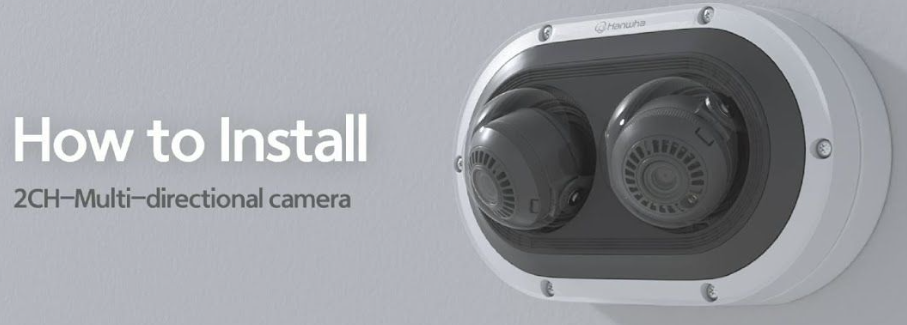 Hanwha
How to Install
2CH-Multi-directional camera